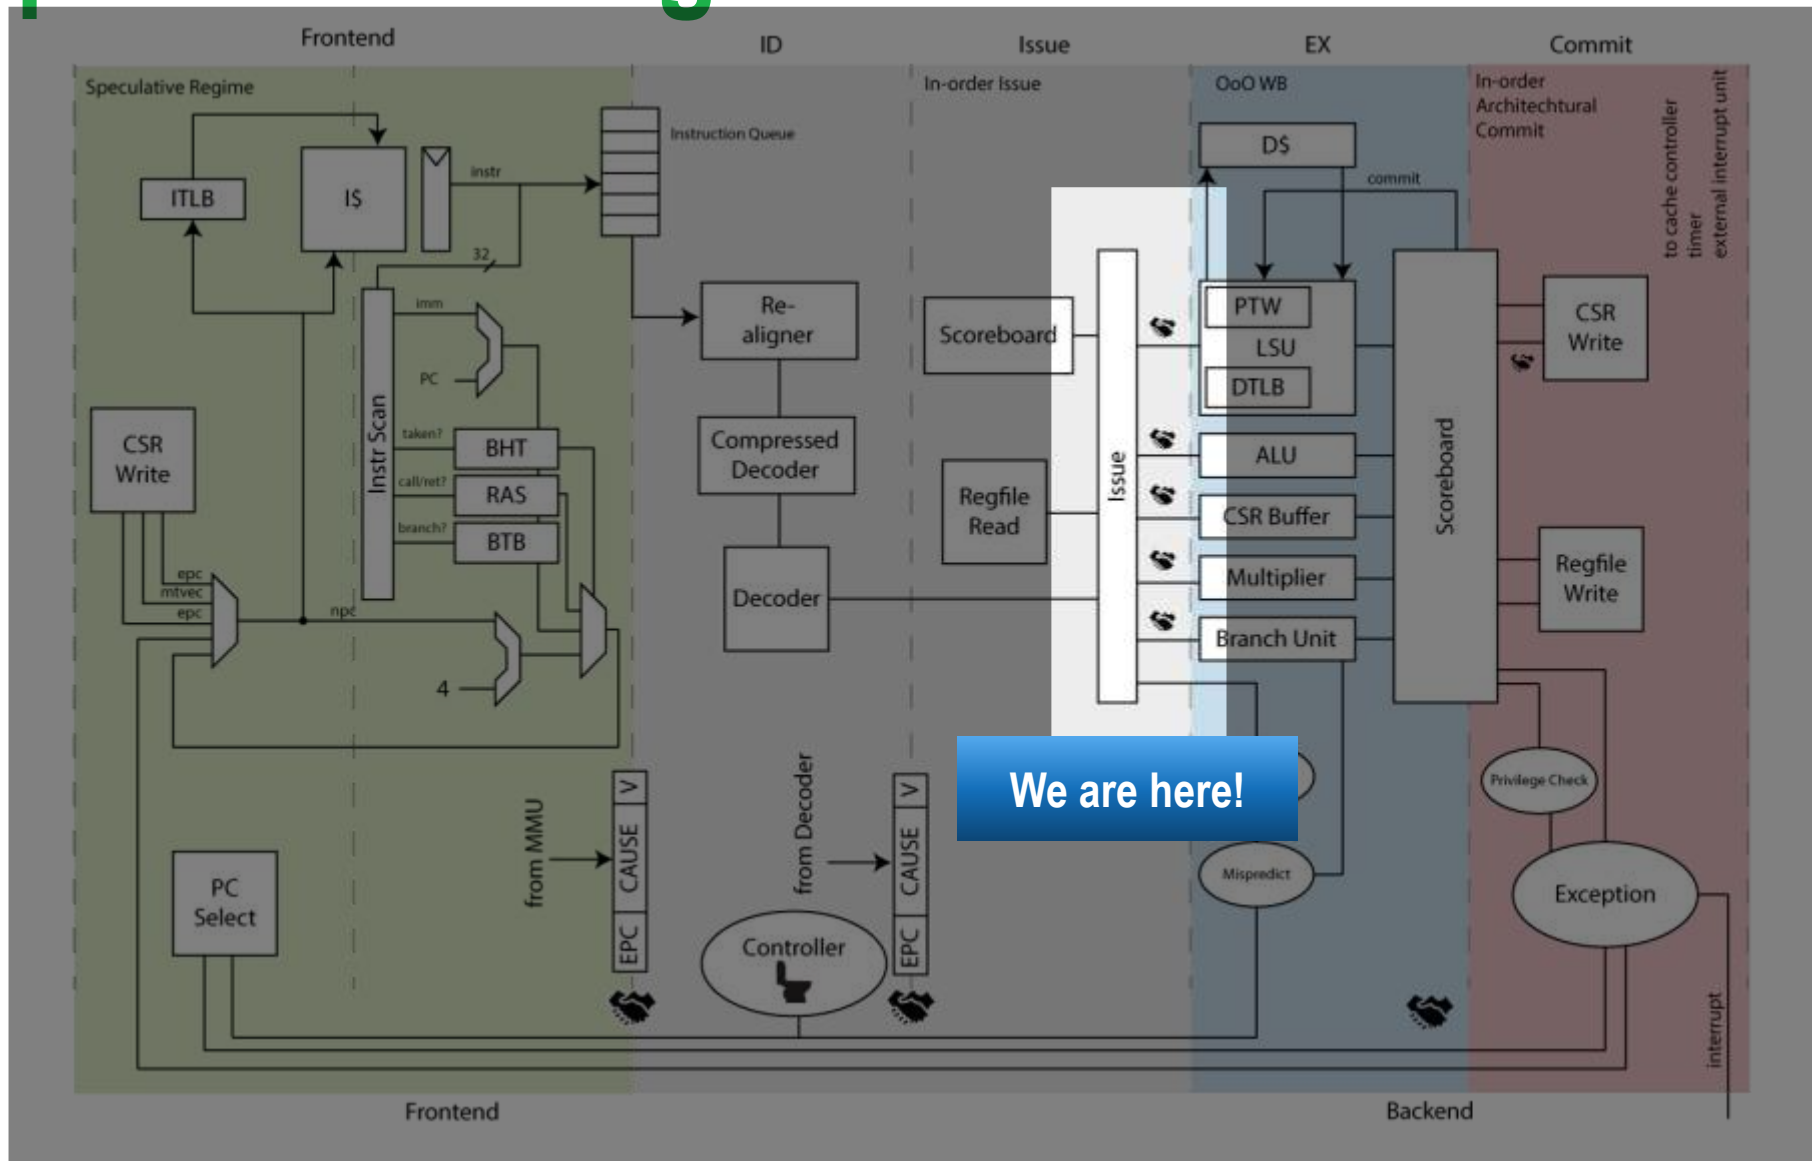 Frontend
ID
Issue
EX
Commit
Speculative Regime
In-order Issue
OoO WB
In-order
Architechtural
Commit
to cache controller
timer
external interrupt unit
Instruction Queue
D$
ITLB
I$
instr
commit
32
imm
PC
Re-
aligner
Scoreboard
PTW
LSU
DTLB
CSR
Write
CSR
Write
Instr Scan
taken?
BHT
call/ret?
RAS
branch?
BTB
Compressed
Decoder
Regfile
Read
Issue
ALU
CSR Buffer
Multiplier
Branch Unit
Scoreboard
Regfile
Write
epc
mtvec
epc
npc
Decoder
4
We are here!
Privilege Check
from MMU
V
CAUSE
EPC
from Decoder
V
CAUSE
EPC
Mispredict
Exception
PC
Select
Controller
interrupt
Frontend
Backend